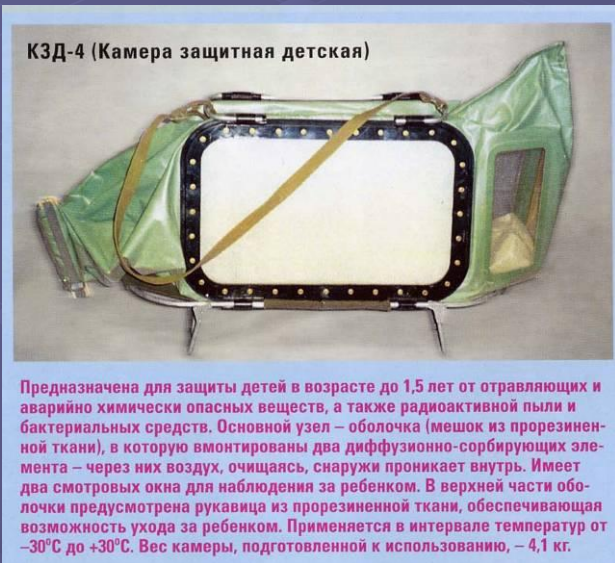 КЗД-4 (Камера защитная детская)
Предназначена для защиты детей в возрасте до 1,5 лет от отравляющих и
аварийно химически опасных веществ, а также радиоактивной пыли и
бактериальных средств. Основной узел – оболочка (мешок из прорезинен-
ной ткани), в которую вмонтированы два диффузионно-сорбирующих эле-
мента – через них воздух, очищаясь, снаружи проникает внутрь. Имеет
два смотровых окна для наблюдения за ребенком. В верхней части обо-
лочки предусмотрена рукавица из прорезиненной ткани, обеспечивающая
возможность ухода за ребенком. Применяется в интервале температур от
–30°С до +30°С. Вес камеры, подготовленной к использованию, – 4,1 кг.